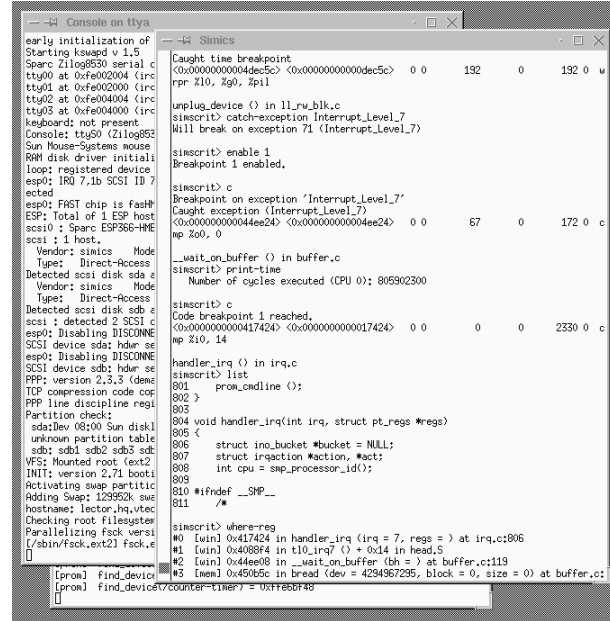 Console on ttya
early initialization of
Starting kswapd v 1.5
Sparc Zilog8530 serial c
tty00 at 0xfe002004 (irc
tty01 at 0xfe002000 (irc
tty02 at 0xfe004004 (irc
tty03 at 0xfe004000 (irc
keyboard: not present
Console: ttyS0 (Zilog853
Sun Mouse-Systems mouse
RAM disk driver initiali
loop: registered device
esp0: IRQ 7,1b SCSI ID 7
ected
esp0: FAST chip is fasHM
ESP: Total of 1 ESP host
scsi0 : Sparc ESP366-HME
scsi : 1 host.
Vendor: simics Mode
Type: Direct-Access
Detected scsi disk sda a
Vendor: simics Mode
Type: Direct-Access
Detected scsi disk sdb a
scsi : detected 2 SCSI c
esp0: Disabling DISCONNE
SCSI device sda: hdwr se
esp0: Disabling DISCONNE
SCSI device sdb: hdwr se
PPP: version 2.3.3 (dema
TCP compression code cop
PPP line discipline regi
Partition check:
sda:Dev 08:00 Sun diskl
unknown partition table
sdb: sdb1 sdb2 sdb3 sdb
VFS: Mounted root (ext2
INIT: version 2.71 booti
Activating swap partitic
Adding Swap: 129952k swa
hostname: lector.hq.vtec
Checking root filesystem
Parallelizing fsck versi
[/sbin/fsck.ext2] fsck.e
Simics
Caught time breakpoint
<0x00000000004dec5c> <0x00000000000dec5c> 0 0 192 0 192 0 w
rpr %l0, %g0, %pil
unplug_device () in ll_rw_blk.c
simscrit> catch-exception Interrupt_Level_7
Will break on exception 71 (Interrupt_Level_7)
simscrit> enable 1
Breakpoint 1 enabled.
simscrit> c
Breakpoint on exception 'Interrupt_Level_7'
Caught exception (Interrupt_Level_7)
<0x000000000044ee24> <0x000000000004ee24> 0 0 67 0 172 0 c
mp %o0, 0
__wait_on_buffer () in buffer.c
simscrit> print-time
Number of cycles executed (CPU 0): 805902300
simscrit> c
Code breakpoint 1 reached.
<0x0000000000417424> <0x0000000000017424> 0 0 0 0 2330 0 c
mp %i0, 14
handler_irq () in irq.c
simscrit> list
801 prom_cmdline ();
802 }
803
804 void handler_irq(int irq, struct pt_regs *regs)
805 {
806 struct ino_bucket *bucket = NULL;
807 struct irqaction *action, *act;
808 int cpu = smp_processor_id();
809
810 #ifndef __SMP__
811 /*
simscrit> where-reg
#0 [win] 0x417424 in handler_irq (irq = 7, regs = ) at irq.c:806
#1 [win] 0x4088f4 in tl0_irq7 () + 0x14 in head.S
#2 [win] 0x44ee08 in __wait_on_buffer (bh = ) at buffer.c:119
#3 [mem] 0x450b5c in bread (dev = 4294967295, block = 0, size = 0) at buffer.c:
[prom] find_device
[prom] find_device(/counter-timer) = 0xffe6bf48